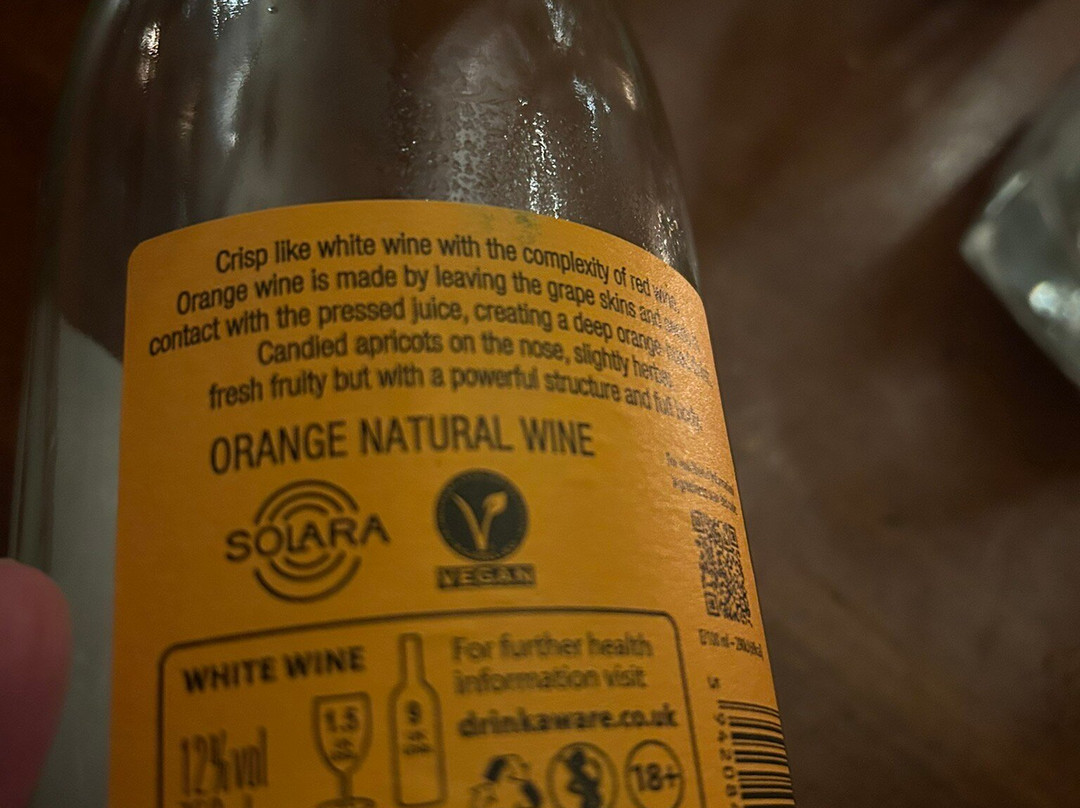 Crisp like white wine with the complexity of red wine.
Orange wine is made by leaving the grape skins and
contact with the pressed juice, creating a deep orange
Candied apricots on the nose, slightly
fresh fruity but with a powerful structure and full
ORANGE NATURAL WINE
SOLARA
VEGAN
WHITE WINE
For further health
information visit
drinkaware.co.uk
1.5
9
12%vol
18+